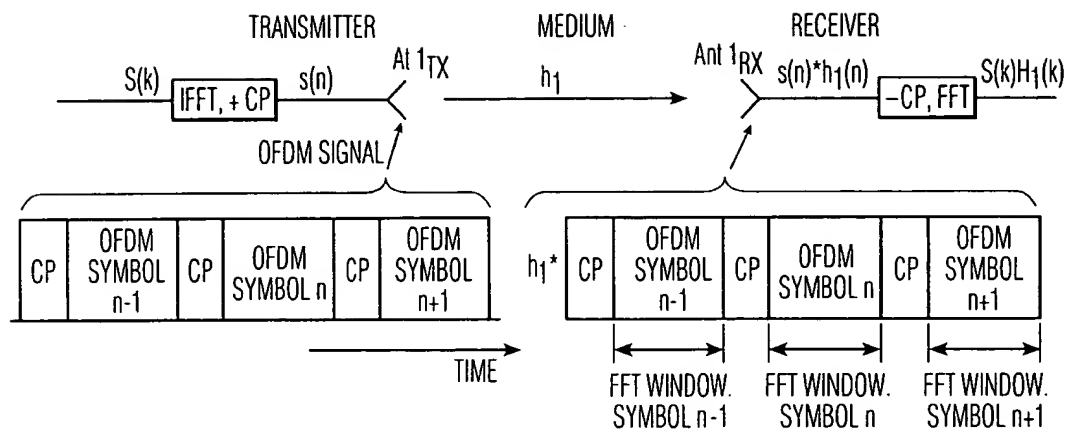 TRANSMITTER MEDIUM RECEIVER
At 1TX Ant 1RX
S(k) IFFT, + CP s(n) h1 s(n)*h1(n) –CP, FFT S(k)H1(k)
OFDM SIGNAL
CP OFDM SYMBOL n-1 CP OFDM SYMBOL n CP OFDM SYMBOL n+1
h1* CP OFDM SYMBOL n-1 CP OFDM SYMBOL n CP OFDM SYMBOL n+1
TIME
FFT WINDOW. SYMBOL n-1
FFT WINDOW. SYMBOL n
FFT WINDOW. SYMBOL n+1